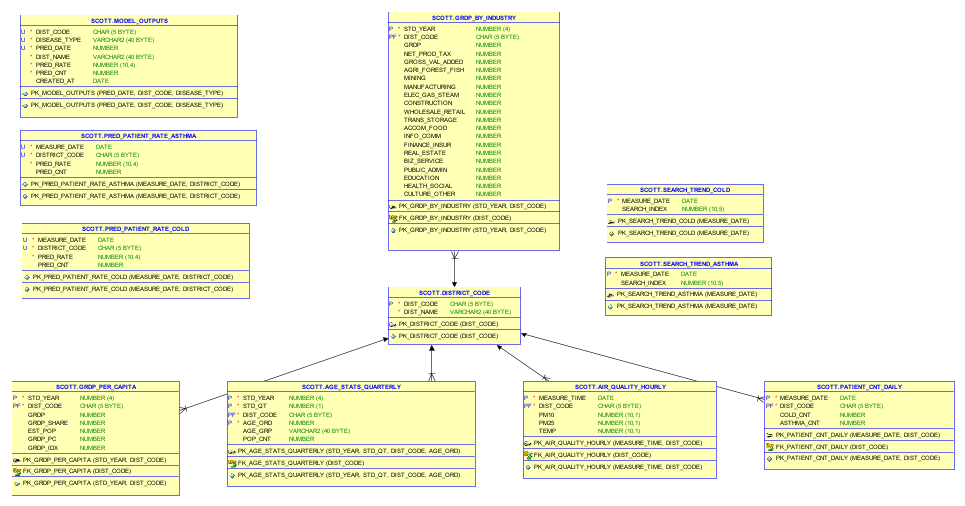 SCOTT.MODEL_OUTPUTS
U * DIST_CODE CHAR (5 BYTE)
U * DISEASE_TYPE VARCHAR2 (40 BYTE)
U * PRED_DATE NUMBER
* DIST_NAME VARCHAR2 (40 BYTE)
* PRED_RATE NUMBER (10,4)
* PRED_CNT NUMBER
CREATED_AT DATE
PK_MODEL_OUTPUTS (PRED_DATE, DIST_CODE, DISEASE_TYPE)
PK_MODEL_OUTPUTS (PRED_DATE, DIST_CODE, DISEASE_TYPE)
SCOTT.PRED_PATIENT_RATE_ASTHMA
U * MEASURE_DATE DATE
U * DISTRICT_CODE CHAR (5 BYTE)
* PRED_RATE NUMBER (10,4)
* PRED_CNT NUMBER
PK_PRED_PATIENT_RATE_ASTHMA (MEASURE_DATE, DISTRICT_CODE)
PK_PRED_PATIENT_RATE_ASTHMA (MEASURE_DATE, DISTRICT_CODE)
SCOTT.PRED_PATIENT_RATE_COLD
U * MEASURE_DATE DATE
U * DISTRICT_CODE CHAR (5 BYTE)
* PRED_RATE NUMBER (10,4)
PRED_CNT NUMBER
PK_PRED_PATIENT_RATE_COLD (MEASURE_DATE, DISTRICT_CODE)
PK_PRED_PATIENT_RATE_COLD (MEASURE_DATE, DISTRICT_CODE)
SCOTT.GRDP_BY_INDUSTRY
P * STD_YEAR NUMBER (4)
PF* DIST_CODE CHAR (5 BYTE)
GRDP NUMBER
NET_PROD_TAX NUMBER
GROSS_VAL_ADDED NUMBER
AGRI_FOREST_FISH NUMBER
MINING NUMBER
MANUFACTURING NUMBER
ELEC_GAS_STEAM NUMBER
CONSTRUCTION NUMBER
WHOLESALE_RETAIL NUMBER
TRANS_STORAGE NUMBER
ACCOM_FOOD NUMBER
INFO_COMM NUMBER
FINANCE_INSUR NUMBER
REAL_ESTATE NUMBER
BIZ_SERVICE NUMBER
PUBLIC_ADMIN NUMBER
EDUCATION NUMBER
HEALTH_SOCIAL NUMBER
CULTURE_OTHER NUMBER
PK_GRDP_BY_INDUSTRY (STD_YEAR, DIST_CODE)
FK_GRDP_BY_INDUSTRY (DIST_CODE)
PK_GRDP_BY_INDUSTRY (STD_YEAR, DIST_CODE)
SCOTT.SEARCH_TREND_COLD
P * MEASURE_DATE DATE
SEARCH_INDEX NUMBER (10,5)
PK_SEARCH_TREND_COLD (MEASURE_DATE)
PK_SEARCH_TREND_COLD (MEASURE_DATE)
SCOTT.SEARCH_TREND_ASTHMA
P * MEASURE_DATE DATE
SEARCH_INDEX NUMBER (10,5)
PK_SEARCH_TREND_ASTHMA (MEASURE_DATE)
PK_SEARCH_TREND_ASTHMA (MEASURE_DATE)
SCOTT.DISTRICT_CODE
P * DIST_CODE CHAR (5 BYTE)
* DIST_NAME VARCHAR2 (40 BYTE)
PK_DISTRICT_CODE (DIST_CODE)
PK_DISTRICT_CODE (DIST_CODE)
SCOTT.GRDP_PER_CAPITA
P * STD_YEAR NUMBER (4)
PF* DIST_CODE CHAR (5 BYTE)
GRDP NUMBER
GRDP_SHARE NUMBER
EST_POP NUMBER
GRDP_PC NUMBER
GRDP_IDX NUMBER
PK_GRDP_PER_CAPITA (STD_YEAR, DIST_CODE)
FK_GRDP_PER_CAPITA (DIST_CODE)
PK_GRDP_PER_CAPITA (STD_YEAR, DIST_CODE)
SCOTT.AGE_STATS_QUARTERLY
P * STD_YEAR NUMBER (4)
P * STD_QT NUMBER (1)
PF* DIST_CODE CHAR (5 BYTE)
P * AGE_ORD NUMBER
AGE_GRP VARCHAR2 (40 BYTE)
POP_CNT NUMBER
PK_AGE_STATS_QUARTERLY (STD_YEAR, STD_QT, DIST_CODE, AGE_ORD)
FK_AGE_STATS_QUARTERLY (DIST_CODE)
PK_AGE_STATS_QUARTERLY (STD_YEAR, STD_QT, DIST_CODE, AGE_ORD)
SCOTT.AIR_QUALITY_HOURLY
P * MEASURE_TIME DATE
PF* DIST_CODE CHAR (5 BYTE)
PM10 NUMBER (10,1)
PM25 NUMBER (10,1)
TEMP NUMBER (10,1)
PK_AIR_QUALITY_HOURLY (MEASURE_TIME, DIST_CODE)
FK_AIR_QUALITY_HOURLY (DIST_CODE)
PK_AIR_QUALITY_HOURLY (MEASURE_TIME, DIST_CODE)
SCOTT.PATIENT_CNT_DAILY
P * MEASURE_DATE DATE
PF* DIST_CODE CHAR (5 BYTE)
COLD_CNT NUMBER
ASTHMA_CNT NUMBER
PK_PATIENT_CNT_DAILY (MEASURE_DATE, DIST_CODE)
FK_PATIENT_CNT_DAILY (DIST_CODE)
PK_PATIENT_CNT_DAILY (MEASURE_DATE, DIST_CODE)